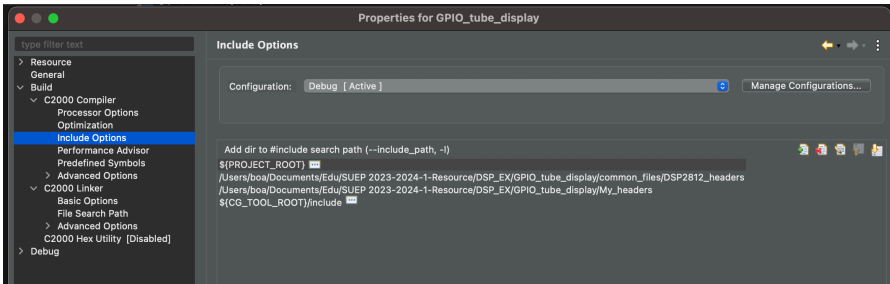 Properties for GPIO_tube_display
type filter text
Resource
General
Build
C2000 Compiler
Processor Options
Optimization
Include Options
Performance Advisor
Predefined Symbols
Advanced Options
C2000 Linker
Basic Options
File Search Path
Advanced Options
C2000 Hex Utility [Disabled]
Debug
Include Options
Configuration: Debug [ Active ] Manage Configurations...
Add dir to #include search path (--include_path, -I)
${PROJECT_ROOT}
/Users/boa/Documents/Edu/SUEP 2023-2024-1-Resource/DSP_EX/GPIO_tube_display/common_files/DSP2812_headers
/Users/boa/Documents/Edu/SUEP 2023-2024-1-Resource/DSP_EX/GPIO_tube_display/My_headers
${CG_TOOL_ROOT}/include